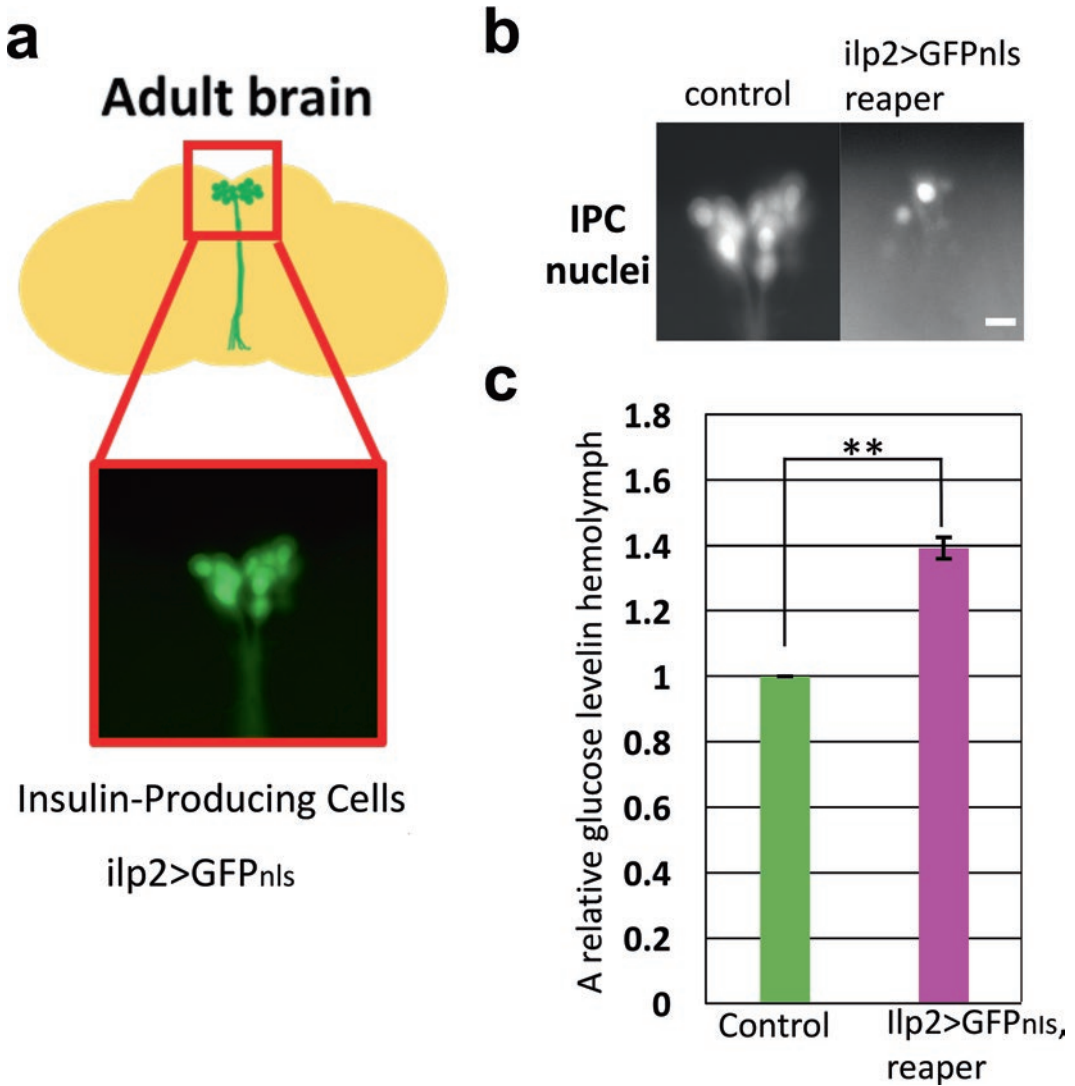 a
Adult brain
Insulin-Producing Cells
ilp2>GFPnls
b
control
ilp2>GFPnls
reaper
IPC
nuclei
c
A relative glucose levelin hemolymph
1.8
1.6
1.4
1.2
1
0.8
0.6
0.4
0.2
0
**
Control
Ilp2>GFPnls,
reaper